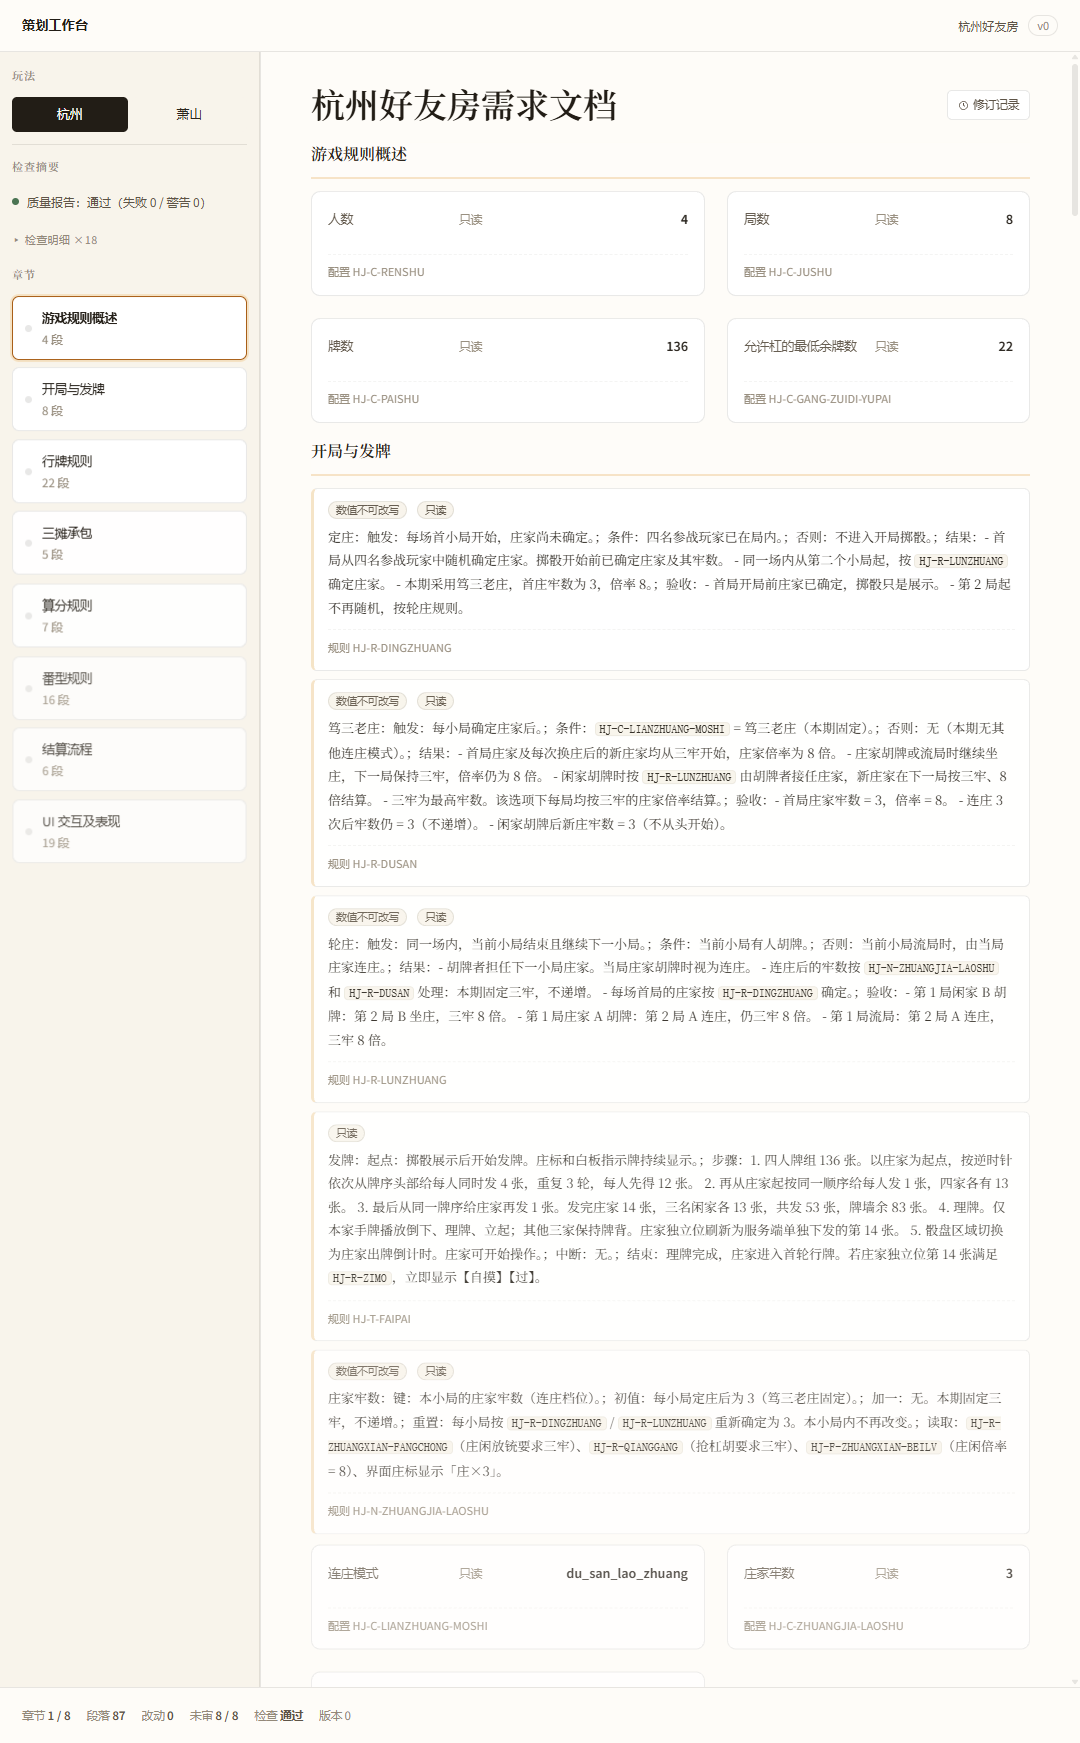 策划工作台
杭州好友房 v0
玩法
杭州 萧山
检查摘要
质量报告：通过（失败 0 / 警告 0）
检查明细 ×18
章节
游戏规则概述
4 段
开局与发牌
8 段
行牌规则
22 段
三摊承包
5 段
算分规则
7 段
番型规则
16 段
结算流程
6 段
UI 交互及表现
19 段
杭州好友房需求文档
修订记录
游戏规则概述
人数 只读 4
配置 HJ-C-RENSHU
局数 只读 8
配置 HJ-C-JUSHU
牌数 只读 136
配置 HJ-C-PAISHU
允许杠的最低余牌数 只读 22
配置 HJ-C-GANG-ZUIDI-YUPAI
开局与发牌
数值不可改写 只读
定庄：触发：每场首小局开始，庄家尚未确定。；条件：四名参战玩家已在局内。；否则：不进入开局掷骰。；结果：- 首
局从四名参战玩家中随机确定庄家。掷骰开始前已确定庄家及其牢数。 - 同一场内从第二个小局起，按 HJ-R-LUNZHUANG
确定庄家。 - 本期采用笃三老庄，首庄牢数为 3，倍率 8。；验收：- 首局开局前庄家已确定，掷骰只是展示。 - 第 2 局起
不再随机，按轮庄规则。
规则 HJ-R-DINGZHUANG
数值不可改写 只读
笃三老庄：触发：每小局确定庄家后。；条件： HJ-C-LIANZHUANG-MOSHI = 笃三老庄（本期固定）。；否则：无（本期无其
他连庄模式）。；结果：- 首局庄家及每次换庄后的新庄家均从三牢开始，庄家倍率为 8 倍。 - 庄家胡牌或流局时继续坐
庄，下一局保持三牢，倍率仍为 8 倍。 - 闲家胡牌时按 HJ-R-LUNZHUANG 由胡牌者接任庄家，新庄家在下一局按三牢、8
倍结算。 - 三牢为最高牢数。该选项下每局均按三牢的庄家倍率结算。；验收：- 首局庄家牢数 = 3，倍率 = 8。 - 连庄 3
次后牢数仍 = 3（不递增）。 - 闲家胡牌后新庄牢数 = 3（不从头开始）。
规则 HJ-R-DUSAN
数值不可改写 只读
轮庄：触发：同一场内，当前小局结束且继续下一小局。；条件：当前小局有人胡牌。；否则：当前小局流局时，由当局
庄家连庄。；结果：- 胡牌者担任下一小局庄家。当局庄家胡牌时视为连庄。 - 连庄后的牢数按 HJ-N-ZHUANGJIA-LAOSHU
和 HJ-R-DUSAN 处理：本期固定三牢，不递增。 - 每场首局的庄家按 HJ-R-DINGZHUANG 确定。；验收：- 第 1 局闲家 B 胡
牌：第 2 局 B 坐庄，三牢 8 倍。 - 第 1 局庄家 A 胡牌：第 2 局 A 连庄，仍三牢 8 倍。 - 第 1 局流局：第 2 局 A 连庄，
三牢 8 倍。
规则 HJ-R-LUNZHUANG
只读
发牌：起点：掷骰展示后开始发牌。庄标和白板指示牌持续显示。；步骤：1. 四人牌组 136 张。以庄家为起点，按逆时针
依次从牌序头部给每人同时发 4 张，重复 3 轮，每人先得 12 张。 2. 再从庄家起按同一顺序给每人发 1 张，四家各有 13
张。 3. 最后从同一牌序给庄家再发 1 张。发完庄家 14 张，三名闲家各 13 张，共发 53 张，牌墙余 83 张。 4. 理牌。仅
本家手牌播放倒下、理牌、立起；其他三家保持牌背。庄家独立位刷新为服务端单独下发的第 14 张。 5. 骰盘区域切换
为庄家出牌倒计时。庄家可开始操作。；中断：无。；结束：理牌完成，庄家进入首轮行牌。若庄家独立位第 14 张满足
HJ-R-ZIMO ，立即显示【自摸】【过】。
规则 HJ-T-FAIPAI
数值不可改写 只读
庄家牢数：键：本小局的庄家牢数（连庄档位）。；初值：每小局定庄后为 3（笃三老庄固定）。；加一：无。本期固定三
牢，不递增。；重置：每小局按 HJ-R-DINGZHUANG / HJ-R-LUNZHUANG 重新确定为 3。本小局内不再改变。；读取： HJ-R-
ZHUANGXIAN-FANGCHONG （庄闲放铳要求三牢）、 HJ-R-QIANGGANG （抢杠胡要求三牢）、 HJ-F-ZHUANGXIAN-BEILV （庄闲倍率
= 8）、界面庄标显示「庄×3」。
规则 HJ-N-ZHUANGJIA-LAOSHU
连庄模式 只读 du_san_lao_zhuang
配置 HJ-C-LIANZHUANG-MOSHI
庄家牢数 只读 3
配置 HJ-C-ZHUANGJIA-LAOSHU
章节 1 / 8 段落 87 改动 0 未审 8 / 8 检查 通过 版本 0